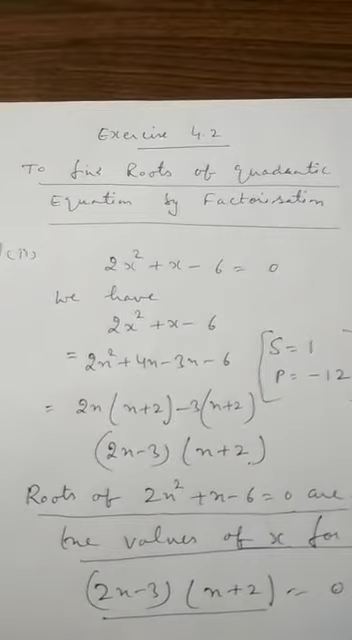 Exercise 4.2
To find Roots of quadratic
Equation by Factorisation
(ii)
2x² + x - 6 = 0
We have
2x² + x - 6
= 2x² + 4x - 3x - 6
S = 1
P = -12
= 2x (x+2) - 3(x+2)
(2x-3) (x+2)
Roots of 2x² + x - 6 = 0 are
the values of x for
(2x-3) (x+2) = 0